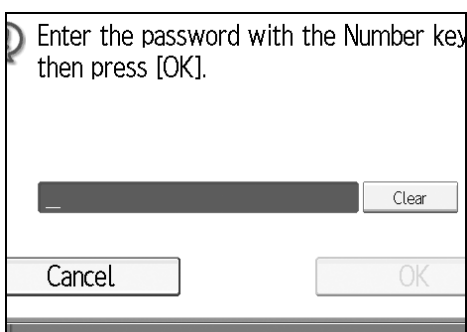 Enter the password with the Number key
then press [OK].
_
Clear
Cancel
OK